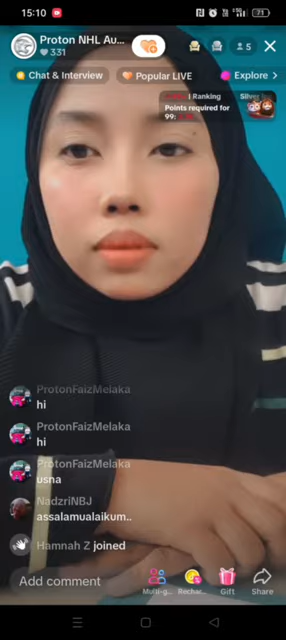 15:10
71
Proton NHL Au...
331
5
Chat & Interview
Popular LIVE
Explore >
Ranking
Points required for
99:
ProtonFaizMelaka
hi
ProtonFaizMelaka
hi
ProtonFaizMelaka
usna
NadzriNBJ
assalamualaikum..
Hamnah Z joined
Add comment
Multi-g...
Rechar...
Gift
Share